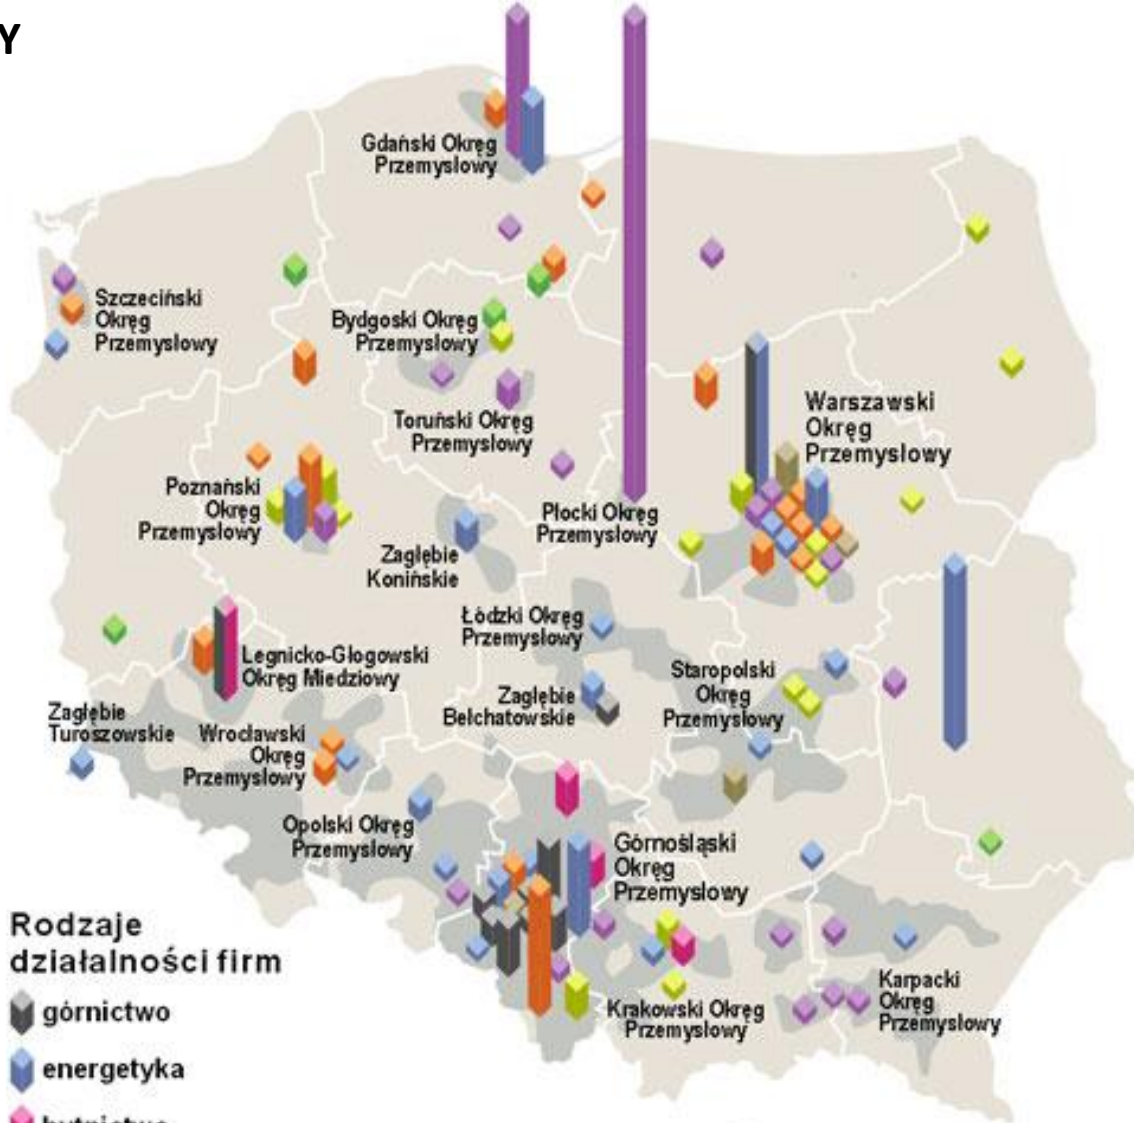 Y
Gdański Okręg
Przemysłowy
Szczeciński
Okręg
Przemysłowy
Bydgoski Okręg
Przemysłowy
Toruński Okręg
Przemysłowy
Warszawski
Okręg
Przemysłowy
Poznański
Okręg
Przemysłowy
Płocki Okręg
Przemysłowy
Zagłębie
Konińskie
Łódzki Okręg
Przemysłowy
Legnicko-Głogowski
Okręg Miedziowy
Staropolski
Okręg
Przemysłowy
Zagłębie
Bełchatowskie
Zagłębie
Turoszowskie
Wrocławski
Okręg
Przemysłowy
Opolski Okręg
Przemysłowy
Górnośląski
Okręg
Przemysłowy
Karpacki
Okręg
Przemysłowy
Krakowski Okręg
Przemysłowy
Rodzaje
działalności firm
górnictwo
energetyka